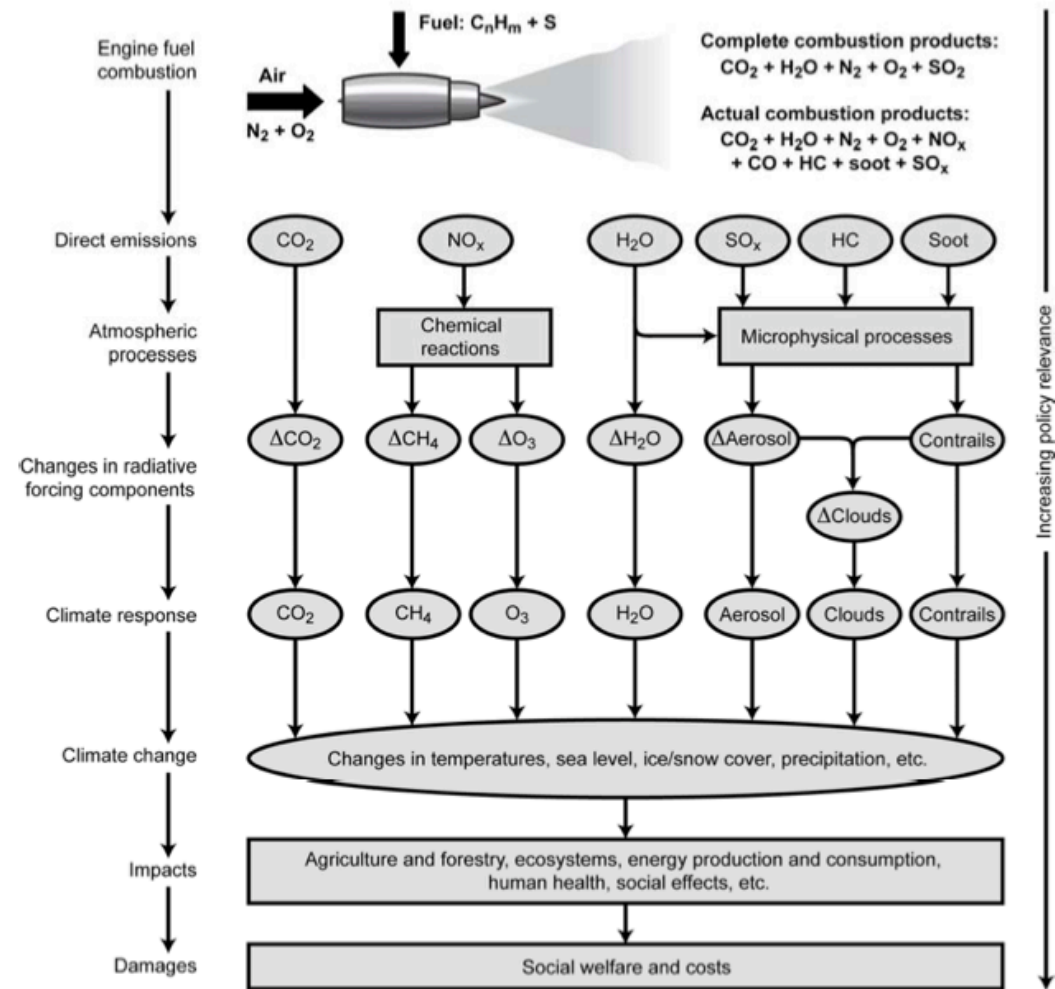 Engine fuel
combustion
Fuel: CₙHₘ + S
Air
N₂ + O₂
Complete combustion products:
CO₂ + H₂O + N₂ + O₂ + SO₂
Actual combustion products:
CO₂ + H₂O + N₂ + O₂ + NOₓ
+ CO + HC + soot + SOₓ
Direct emissions
CO₂
NOₓ
H₂O
SOₓ
HC
Soot
Atmospheric
processes
Chemical
reactions
Microphysical processes
Changes in radiative
forcing components
ΔCO₂
ΔCH₄
ΔO₃
ΔH₂O
ΔAerosol
Contrails
ΔClouds
Climate response
CO₂
CH₄
O₃
H₂O
Aerosol
Clouds
Contrails
Climate change
Changes in temperatures, sea level, ice/snow cover, precipitation, etc.
Impacts
Agriculture and forestry, ecosystems, energy production and consumption,
human health, social effects, etc.
Damages
Social welfare and costs
Increasing policy relevance